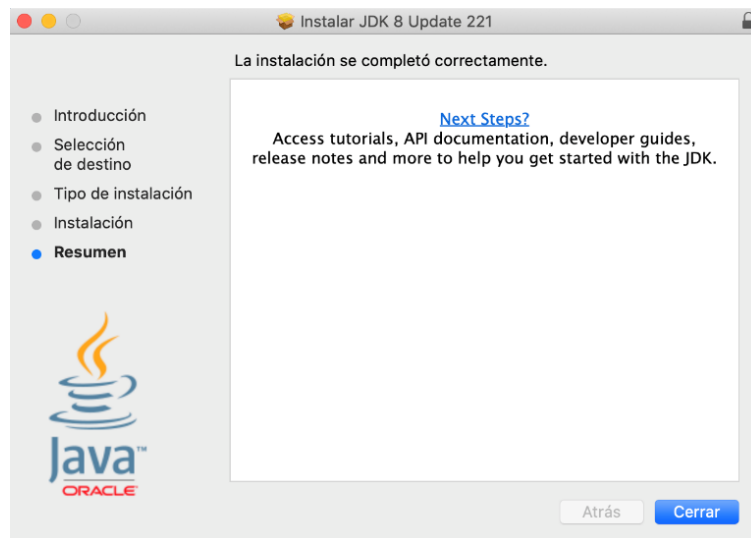 Instalar JDK 8 Update 221
La instalación se completó correctamente.
Introducción
Selección
de destino
Tipo de instalación
Instalación
Resumen
Next Steps?
Access tutorials, API documentation, developer guides,
release notes and more to help you get started with the JDK.
Java™
ORACLE
Atrás
Cerrar